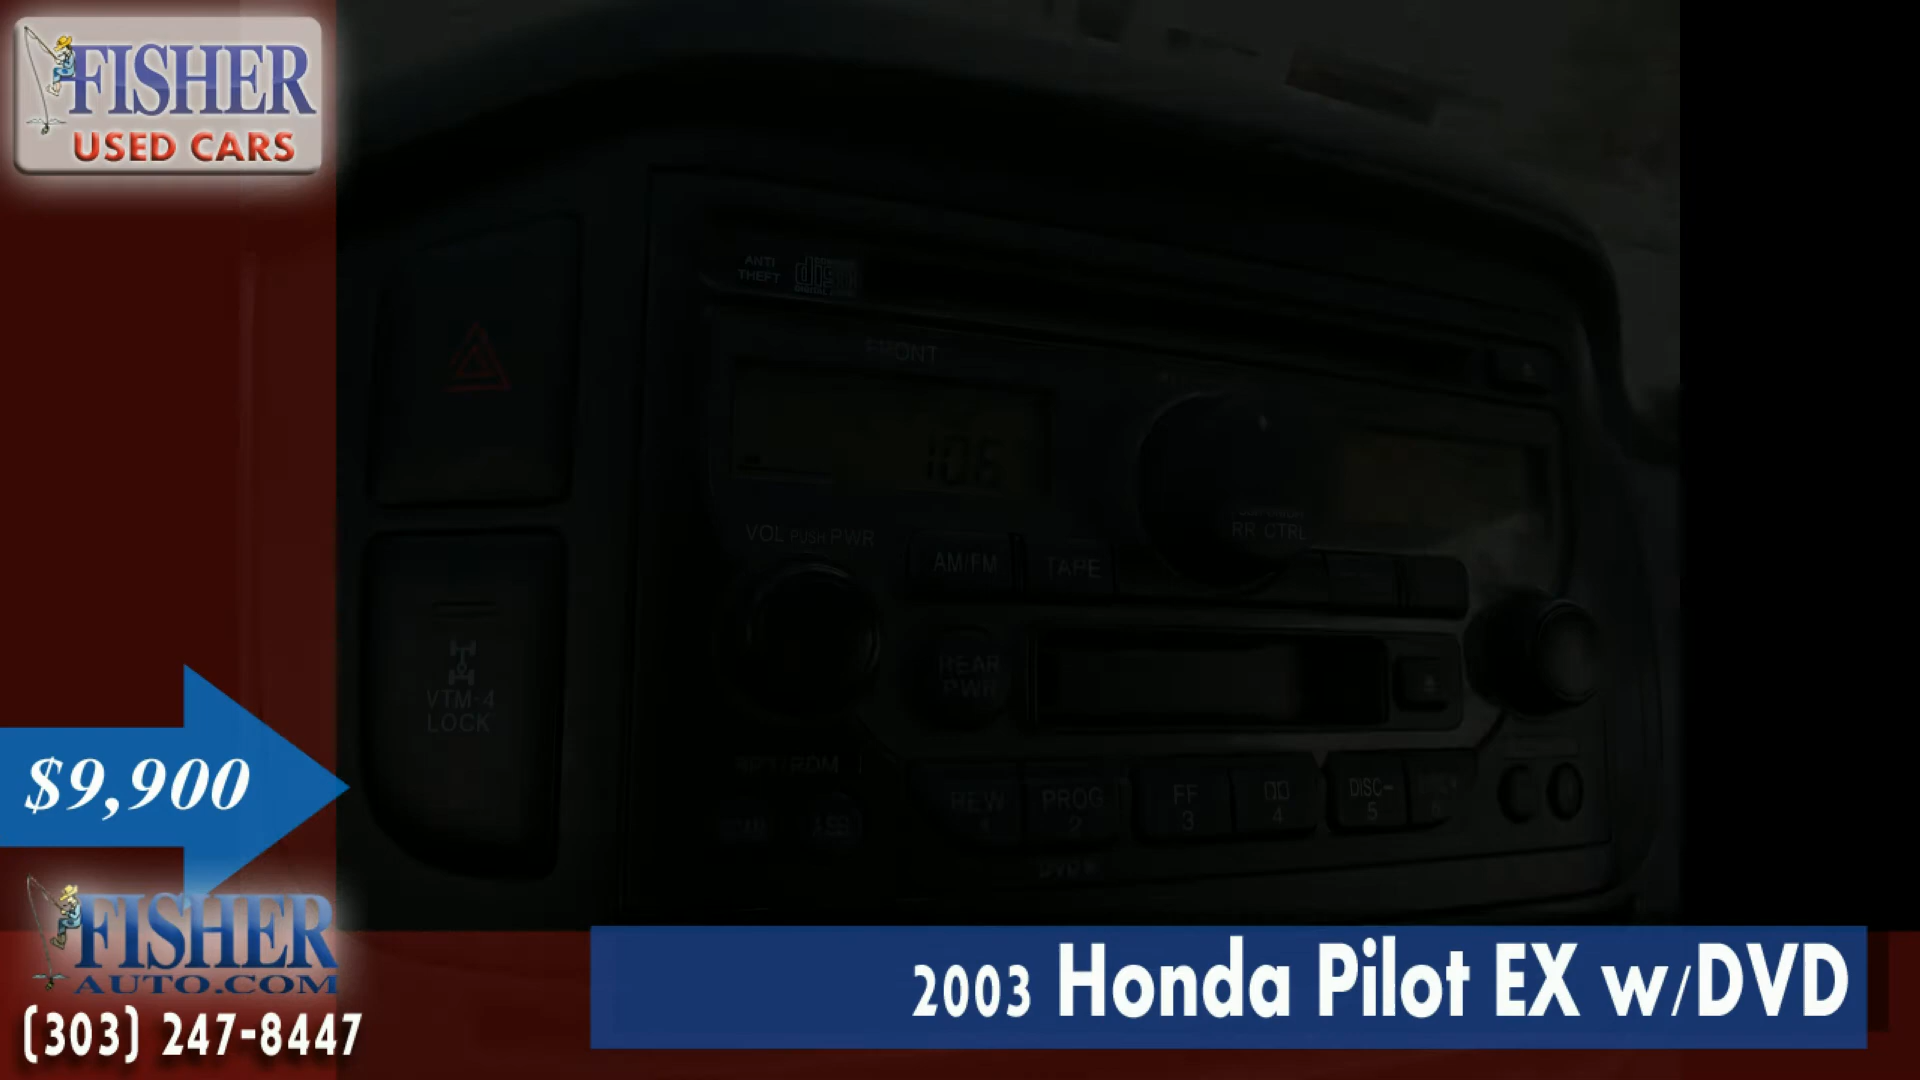 FISHER
USED CARS
ANTI
THEFT
disc
FRONT
106
VOL PUSH PWR
AM/FM
TAPE
RR CTRL
REAR
PWR
VTM-4
LOCK
REW
1
PROG
2
FF
3
4
DISC-
5
$9,900
FISHER
AUTO.COM
(303) 247-8447
2003 Honda Pilot EX w/DVD